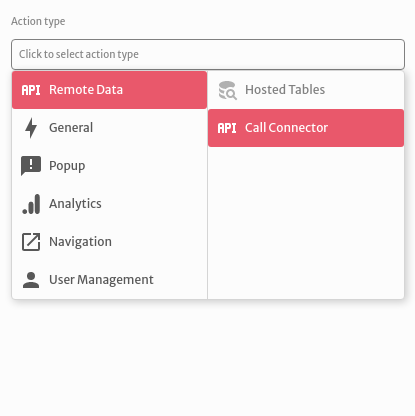 Action type
Click to select action type
API Remote Data
General
Popup
Analytics
Navigation
User Management
Hosted Tables
API Call Connector